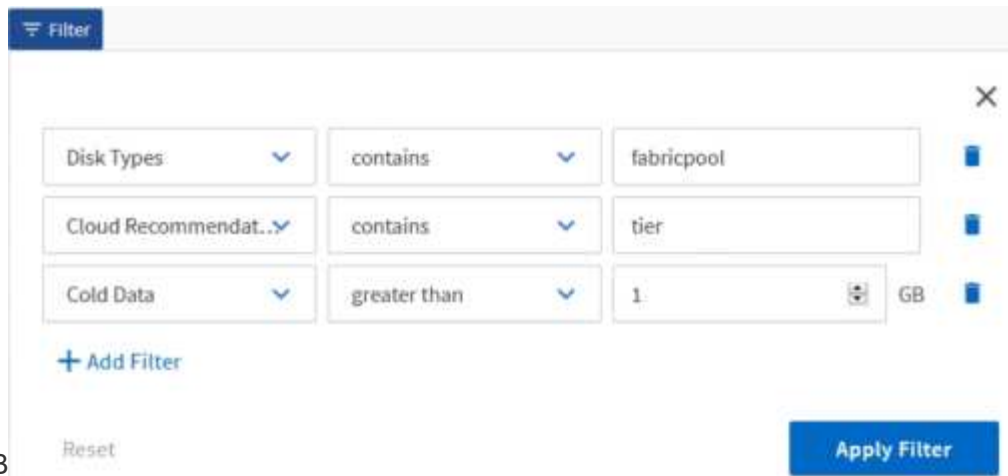 Filter
Disk Types contains fabricpool
Cloud Recommendat... contains tier
Cold Data greater than 1 GB
+ Add Filter
Reset Apply Filter
3